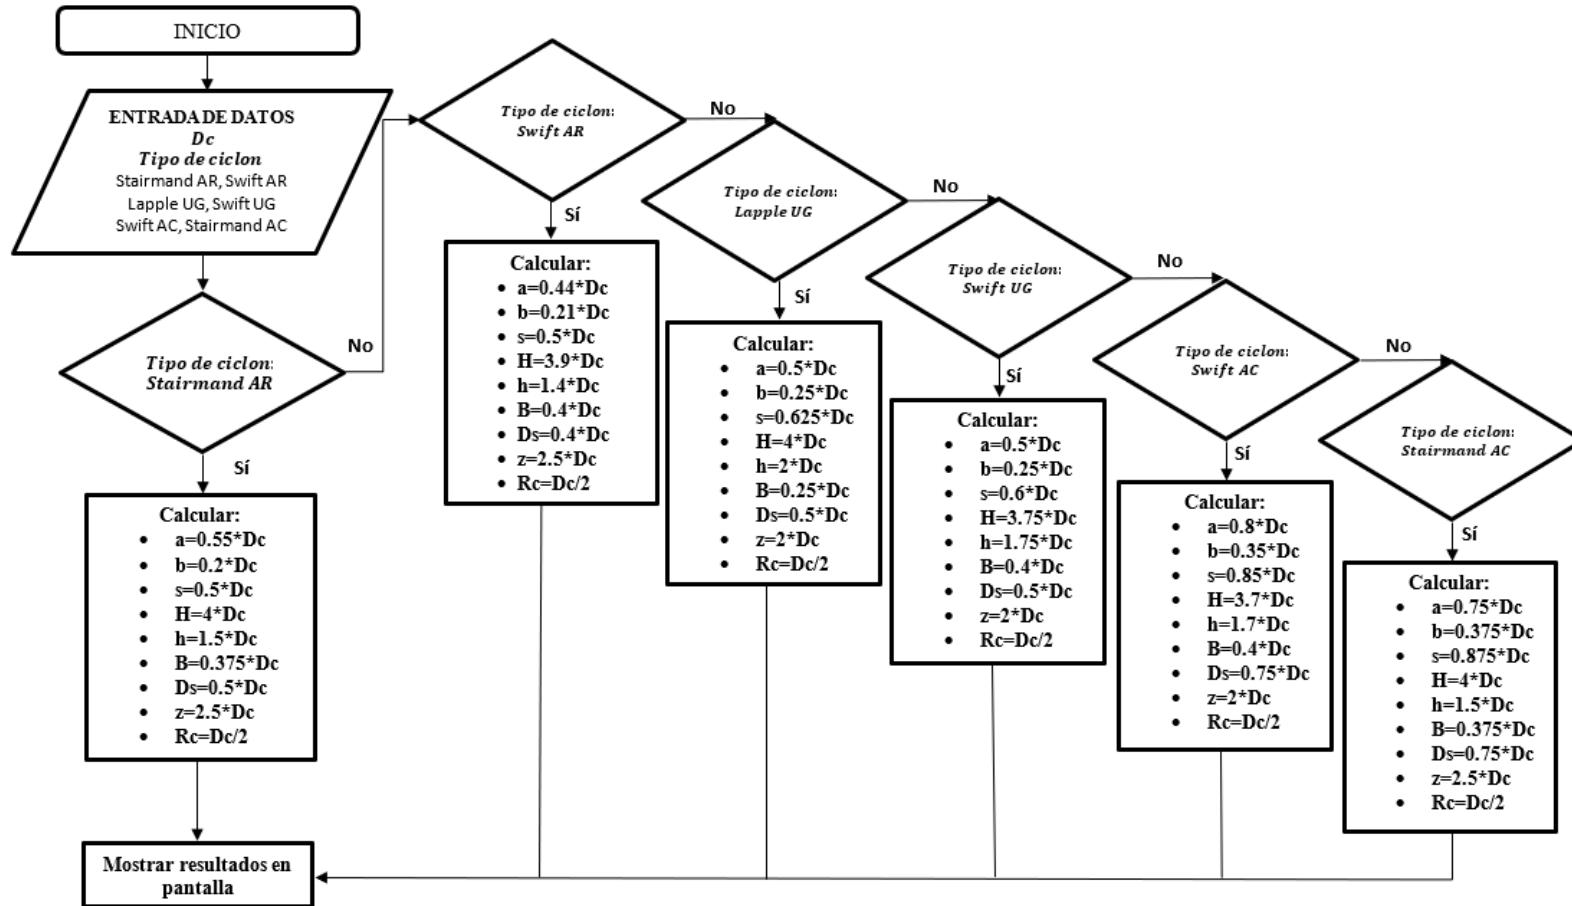 INICIO
ENTRADA DE DATOS
Dc
Tipo de ciclon
Stairmand AR, Swift AR
Lapple UG, Swift UG
Swift AC, Stairmand AC
Tipo de ciclon:
Stairmand AR
No
Sí
Calcular:
• a=0.55*Dc
• b=0.2*Dc
• s=0.5*Dc
• H=4*Dc
• h=1.5*Dc
• B=0.375*Dc
• Ds=0.5*Dc
• z=2.5*Dc
• Rc=Dc/2
Mostrar resultados en
pantalla
Tipo de ciclon:
Swift AR
No
Sí
Calcular:
• a=0.44*Dc
• b=0.21*Dc
• s=0.5*Dc
• H=3.9*Dc
• h=1.4*Dc
• B=0.4*Dc
• Ds=0.4*Dc
• z=2.5*Dc
• Rc=Dc/2
Tipo de ciclon:
Lapple UG
No
Sí
Calcular:
• a=0.5*Dc
• b=0.25*Dc
• s=0.625*Dc
• H=4*Dc
• h=2*Dc
• B=0.25*Dc
• Ds=0.5*Dc
• z=2*Dc
• Rc=Dc/2
Tipo de ciclon:
Swift UG
No
Sí
Calcular:
• a=0.5*Dc
• b=0.25*Dc
• s=0.6*Dc
• H=3.75*Dc
• h=1.75*Dc
• B=0.4*Dc
• Ds=0.5*Dc
• z=2*Dc
• Rc=Dc/2
Tipo de ciclon:
Swift AC
No
Sí
Calcular:
• a=0.8*Dc
• b=0.35*Dc
• s=0.85*Dc
• H=3.7*Dc
• h=1.7*Dc
• B=0.4*Dc
• Ds=0.75*Dc
• z=2*Dc
• Rc=Dc/2
Tipo de ciclon:
Stairmand AC
Sí
Calcular:
• a=0.75*Dc
• b=0.375*Dc
• s=0.875*Dc
• H=4*Dc
• h=1.5*Dc
• B=0.375*Dc
• Ds=0.75*Dc
• z=2.5*Dc
• Rc=Dc/2